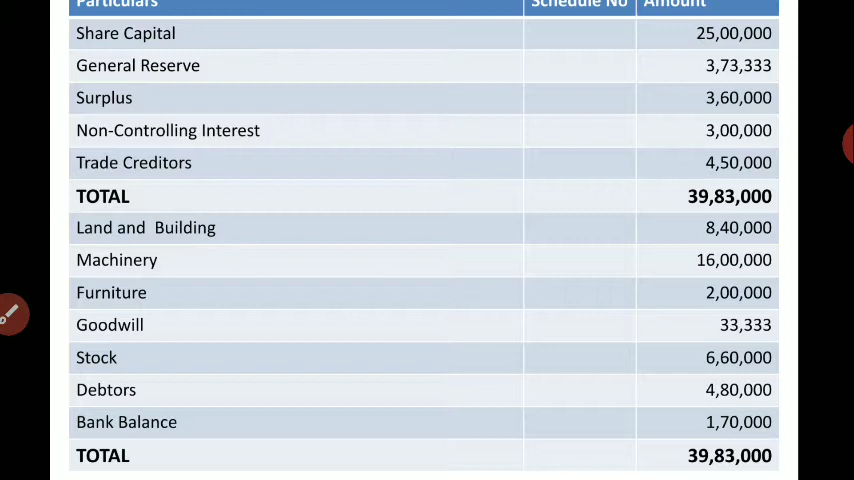 Particulars Schedule No Amount
Share Capital 25,00,000
General Reserve 3,73,333
Surplus 3,60,000
Non-Controlling Interest 3,00,000
Trade Creditors 4,50,000
TOTAL 39,83,000
Land and Building 8,40,000
Machinery 16,00,000
Furniture 2,00,000
Goodwill 33,333
Stock 6,60,000
Debtors 4,80,000
Bank Balance 1,70,000
TOTAL 39,83,000